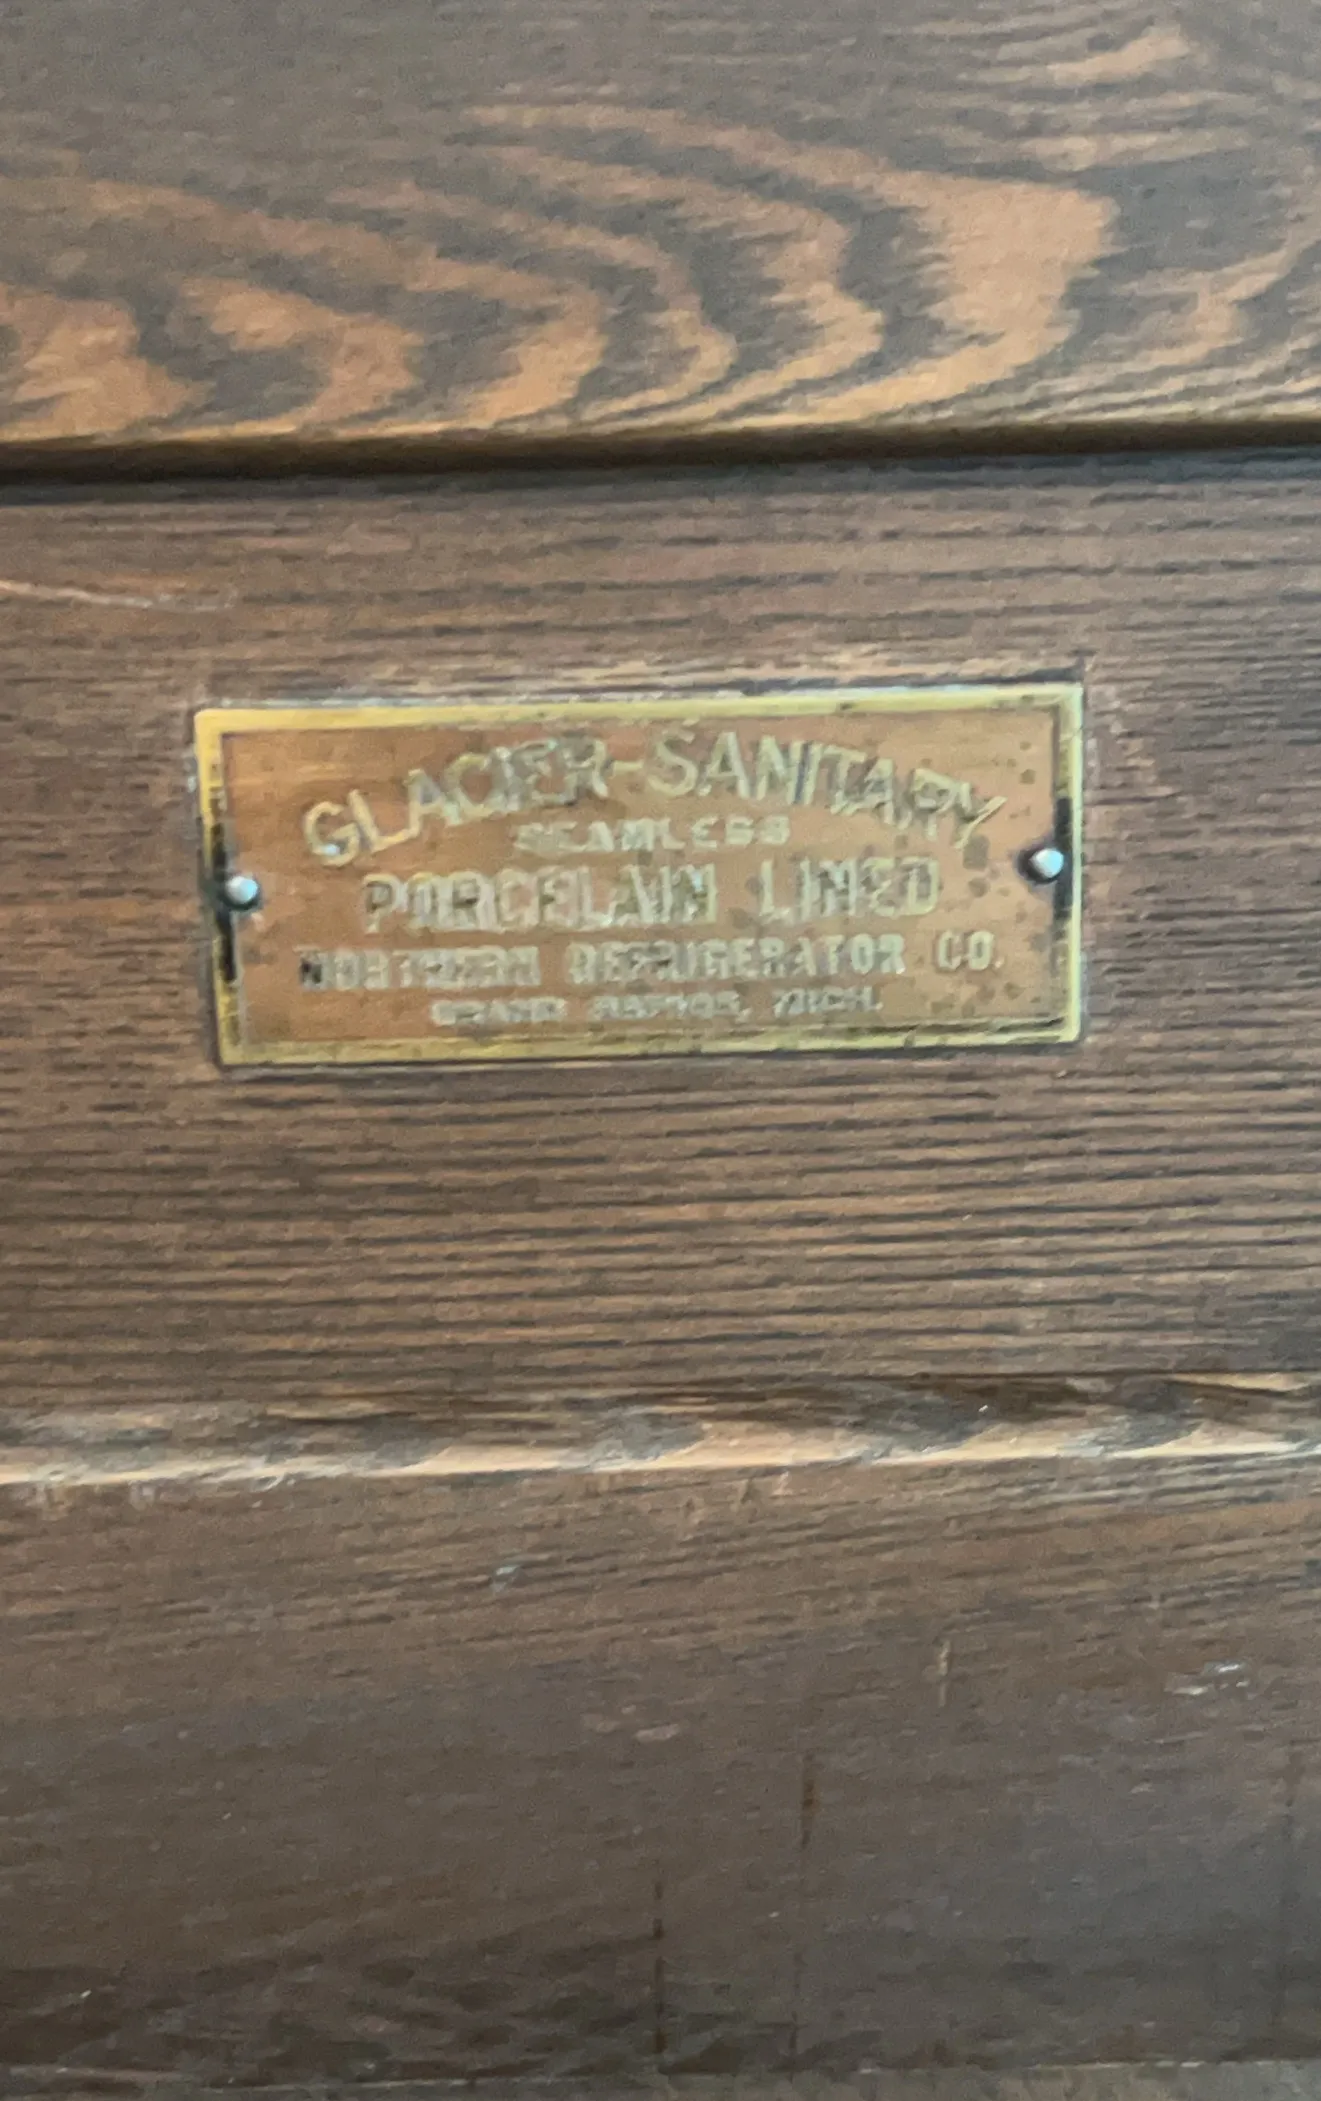 GLACIER-SANITARY
SEAMLESS
PORCELAIN LINED
NORTHERN REFRIGERATOR CO.
GRAND RAPIDS, MICH.